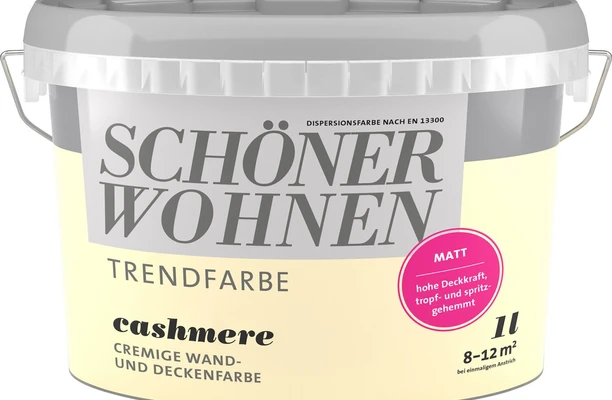 DISPERSIONSFARBE NACH EN 13300
SCHÖNER
WOHNEN
TRENDFARBE
MATT
hohe Deckkraft,
tropf- und spritz-
gehemmt
cashmere
CREMIGE WAND-
UND DECKENFARBE
1l
8–12 m²
bei einmaligem Anstrich